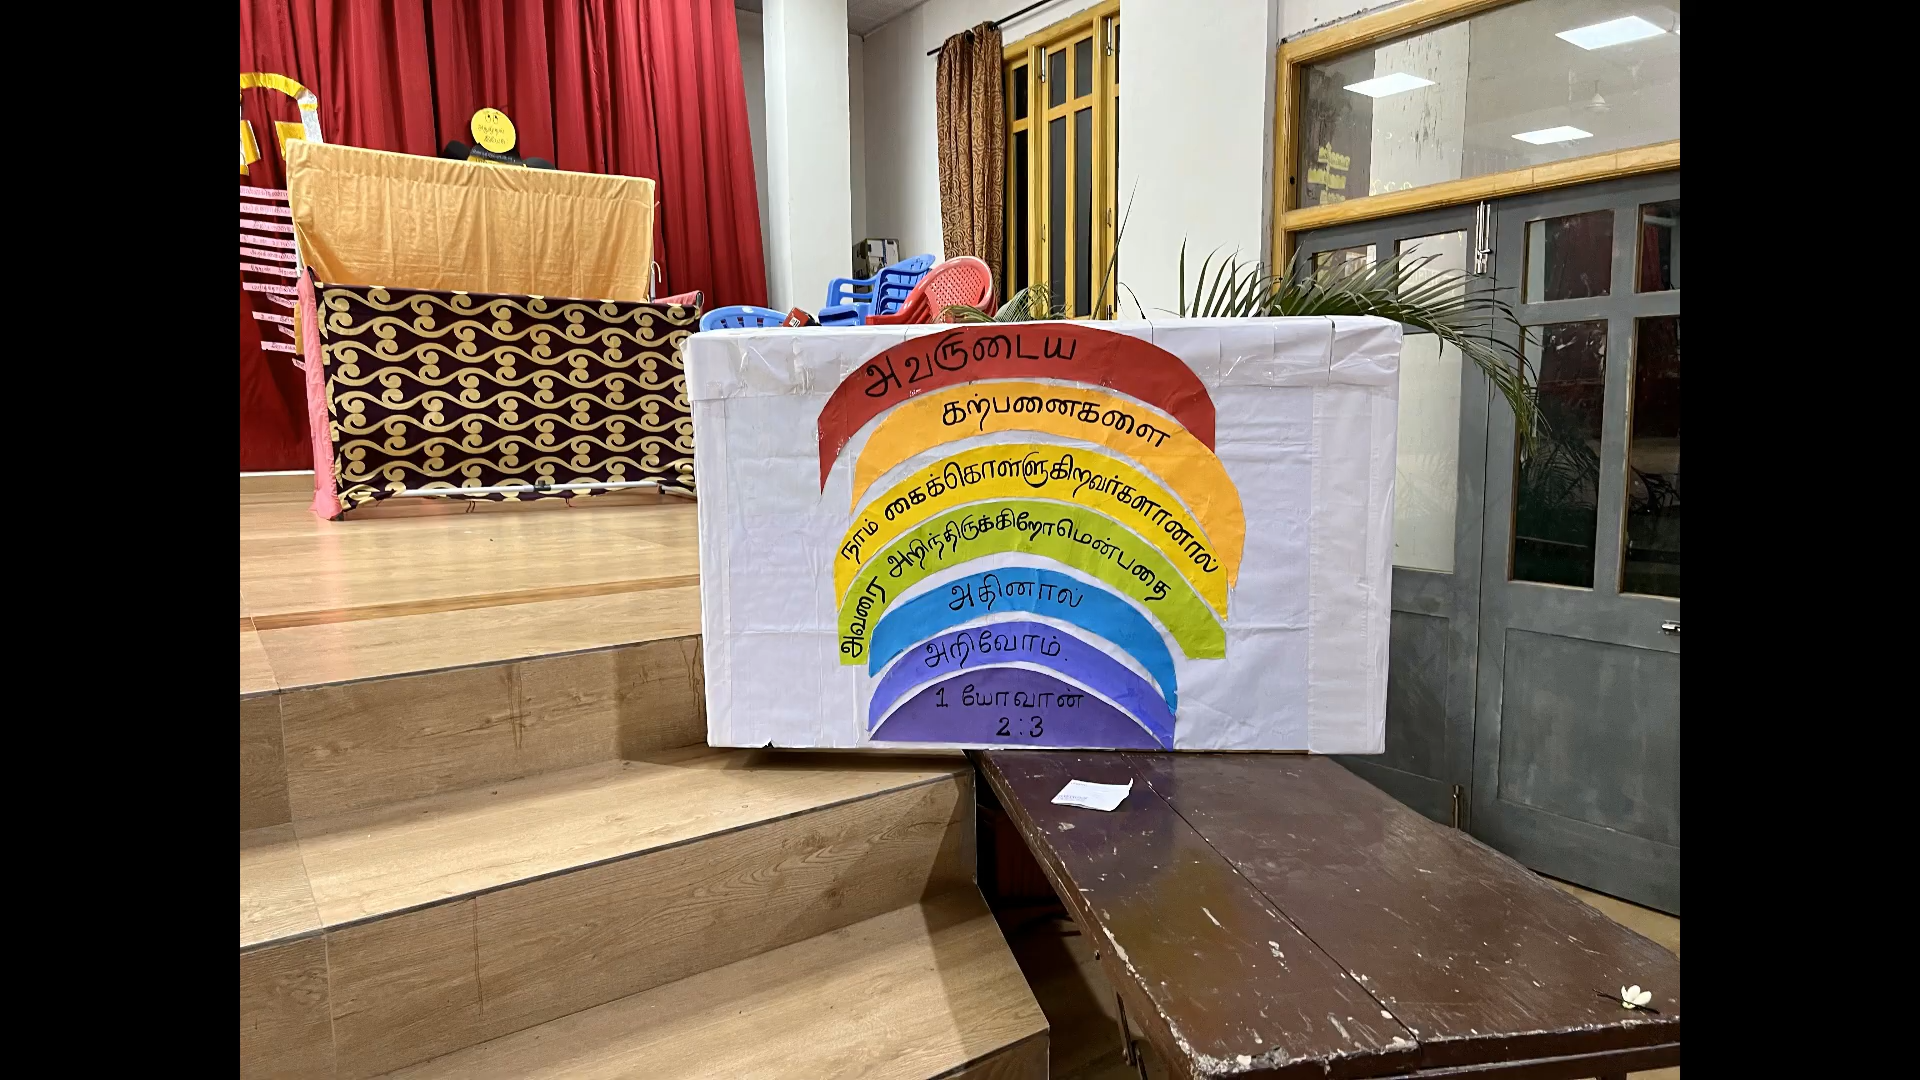 அவருடைய
கற்பனைகளை
நாம் கைக்கொள்ளுகிறவர்களானால்
அவரை அறிந்திருக்கிறோமென்பதை
அதினால்
அறிவோம்.
1 யோவான்
2:3